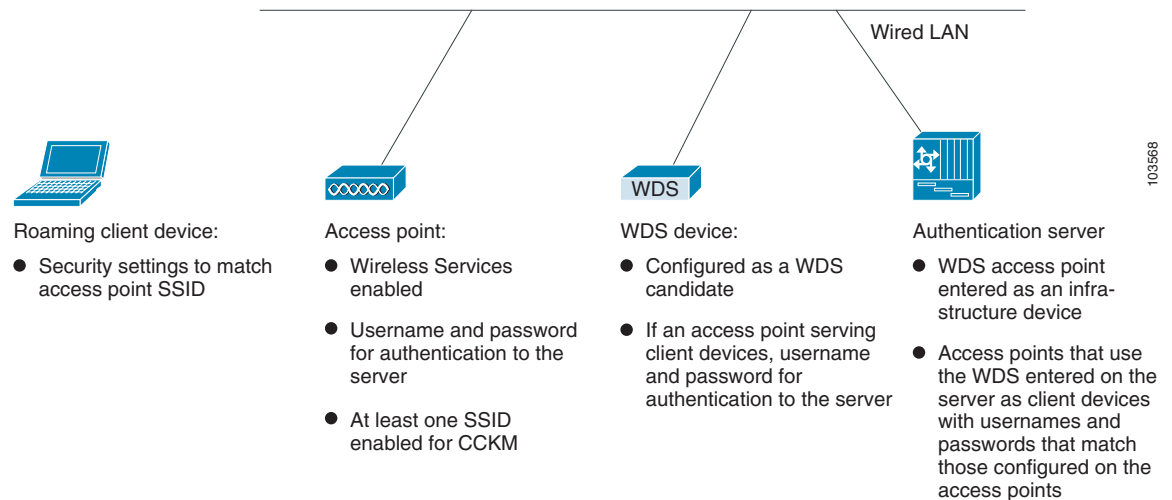 Wired LAN
WDS
103568
Roaming client device:
● Security settings to match
access point SSID
Access point:
● Wireless Services
enabled
● Username and password
for authentication to the
server
● At least one SSID
enabled for CCKM
WDS device:
● Configured as a WDS
candidate
● If an access point serving
client devices, username
and password for
authentication to the server
Authentication server
● WDS access point
entered as an infra-
structure device
● Access points that use
the WDS entered on the
server as client devices
with usernames and
passwords that match
those configured on the
access points